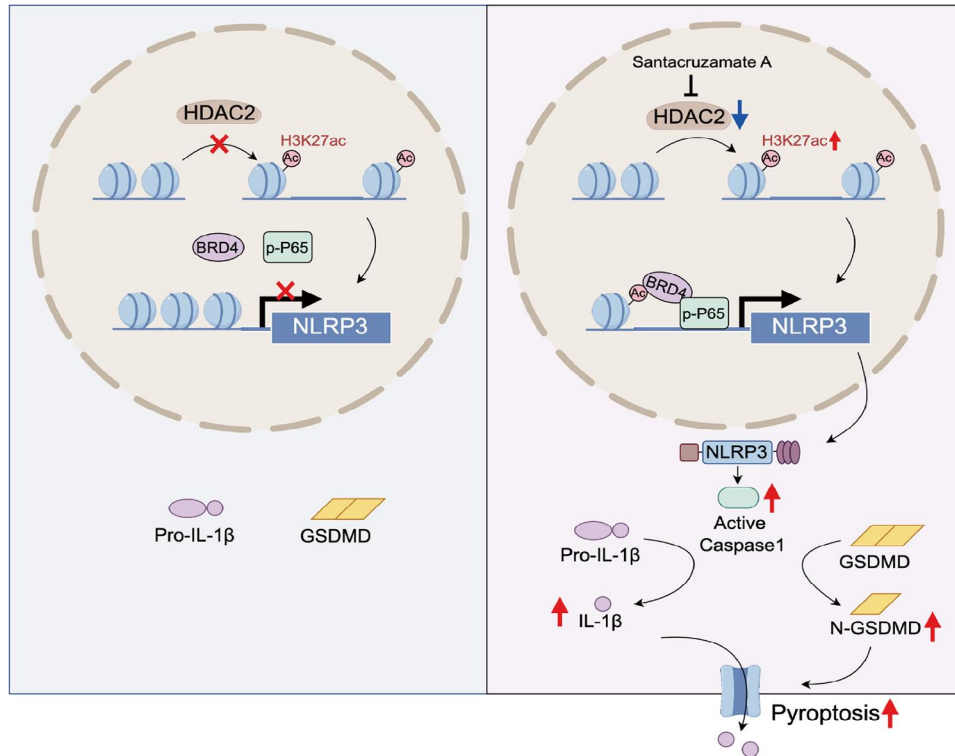 HDAC2
H3K27ac
Ac
Ac
BRD4
p-P65
NLRP3
Pro-IL-1β
GSDMD
Santacruzamate A
HDAC2
H3K27ac
Ac
Ac
Ac
BRD4
p-P65
NLRP3
NLRP3
Active
Caspase1
Pro-IL-1β
GSDMD
IL-1β
N-GSDMD
Pyroptosis